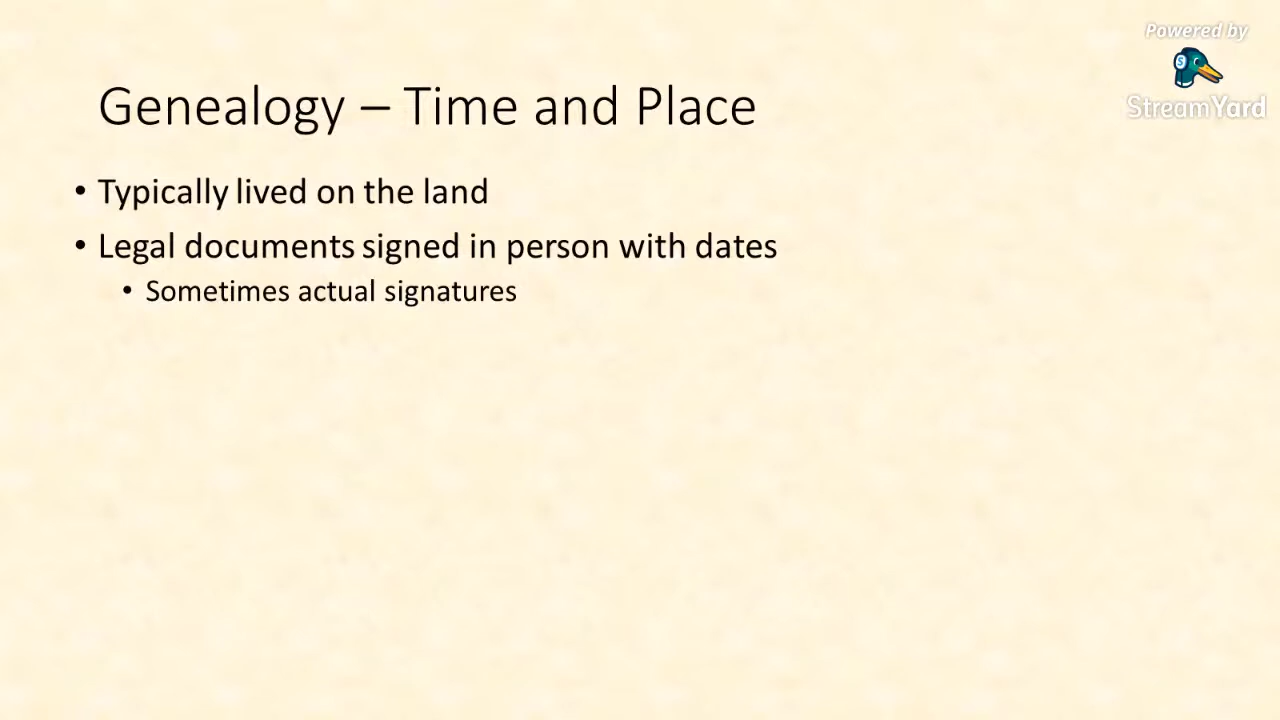 Powered by
StreamYard
Genealogy – Time and Place
• Typically lived on the land
• Legal documents signed in person with dates
• Sometimes actual signatures